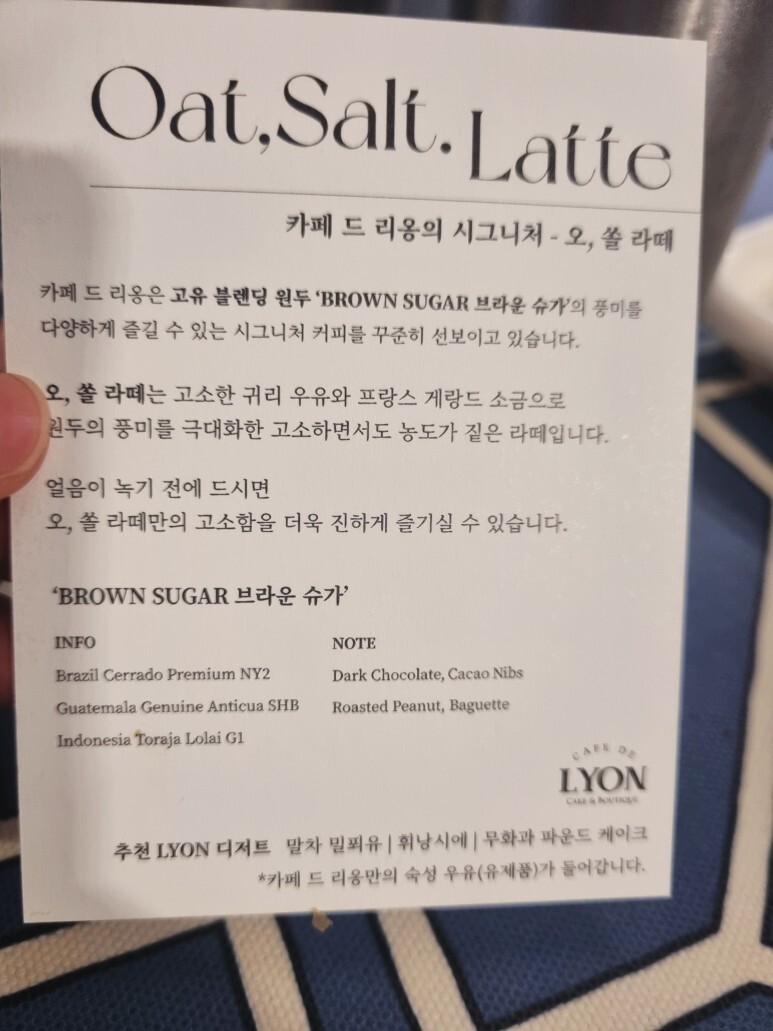 Oat,Salt. Latte
카페 드 리옹의 시그니처 - 오, 쏠 라떼
카페 드 리옹은 고유 블렌딩 원두 ‘BROWN SUGAR 브라운 슈가’의 풍미를
다양하게 즐길 수 있는 시그니처 커피를 꾸준히 선보이고 있습니다.
오, 쏠 라떼는 고소한 귀리 우유와 프랑스 게랑드 소금으로
원두의 풍미를 극대화한 고소하면서도 농도가 짙은 라떼입니다.
얼음이 녹기 전에 드시면
오, 쏠 라떼만의 고소함을 더욱 진하게 즐기실 수 있습니다.
‘BROWN SUGAR 브라운 슈가’
INFO
Brazil Cerrado Premium NY2
Guatemala Genuine Anticua SHB
Indonesia Toraja Lolai G1
NOTE
Dark Chocolate, Cacao Nibs
Roasted Peanut, Baguette
CAFE DE
LYON
CAKE & BOUTIQUE
추천 LYON 디저트 말차 밀푀유 | 휘낭시에 | 무화과 파운드 케이크
*카페 드 리옹만의 숙성 우유(유제품)가 들어갑니다.